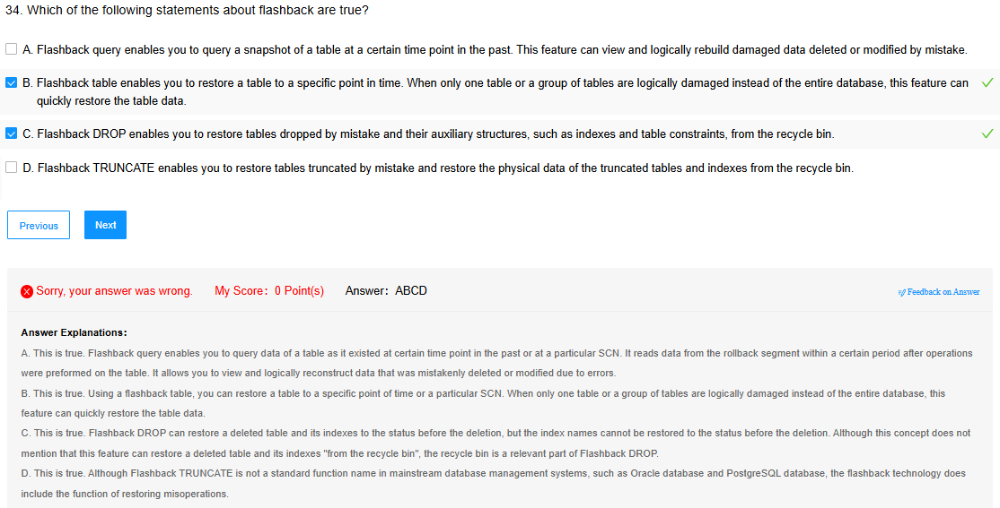 34. Which of the following statements about flashback are true?
A. Flashback query enables you to query a snapshot of a table at a certain time point in the past. This feature can view and logically rebuild damaged data deleted or modified by mistake.
B. Flashback table enables you to restore a table to a specific point in time. When only one table or a group of tables are logically damaged instead of the entire database, this feature can
quickly restore the table data.
C. Flashback DROP enables you to restore tables dropped by mistake and their auxiliary structures, such as indexes and table constraints, from the recycle bin.
D. Flashback TRUNCATE enables you to restore tables truncated by mistake and restore the physical data of the truncated tables and indexes from the recycle bin.
Previous Next
Sorry, your answer was wrong. My Score: 0 Point(s) Answer: ABCD Feedback on Answer
Answer Explanations:
A. This is true. Flashback query enables you to query data of a table as it existed at certain time point in the past or at a particular SCN. It reads data from the rollback segment within a certain period after operations
were preformed on the table. It allows you to view and logically reconstruct data that was mistakenly deleted or modified due to errors.
B. This is true. Using a flashback table, you can restore a table to a specific point of time or a particular SCN. When only one table or a group of tables are logically damaged instead of the entire database, this
feature can quickly restore the table data.
C. This is true. Flashback DROP can restore a deleted table and its indexes to the status before the deletion, but the index names cannot be restored to the status before the deletion. Although this concept does not
mention that this feature can restore a deleted table and its indexes "from the recycle bin", the recycle bin is a relevant part of Flashback DROP.
D. This is true. Although Flashback TRUNCATE is not a standard function name in mainstream database management systems, such as Oracle database and PostgreSQL database, the flashback technology does
include the function of restoring misoperations.